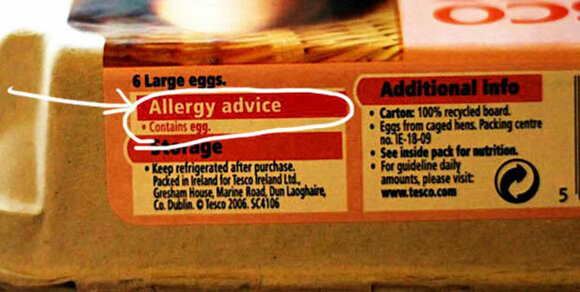 SCO
6 Large eggs.
Allergy advice
• Contains egg.
Storage
• Keep refrigerated after purchase.
Packed in Ireland for Tesco Ireland Ltd.,
Gresham House, Marine Road, Dun Laoghaire,
Co. Dublin. © Tesco 2006. SC4106
Additional Info
• Carton: 100% recycled board.
• Eggs from caged hens. Packing centre
no. IE-18-09
• See inside pack for nutrition.
• For guideline daily
amounts, please visit:
www.tesco.com
5